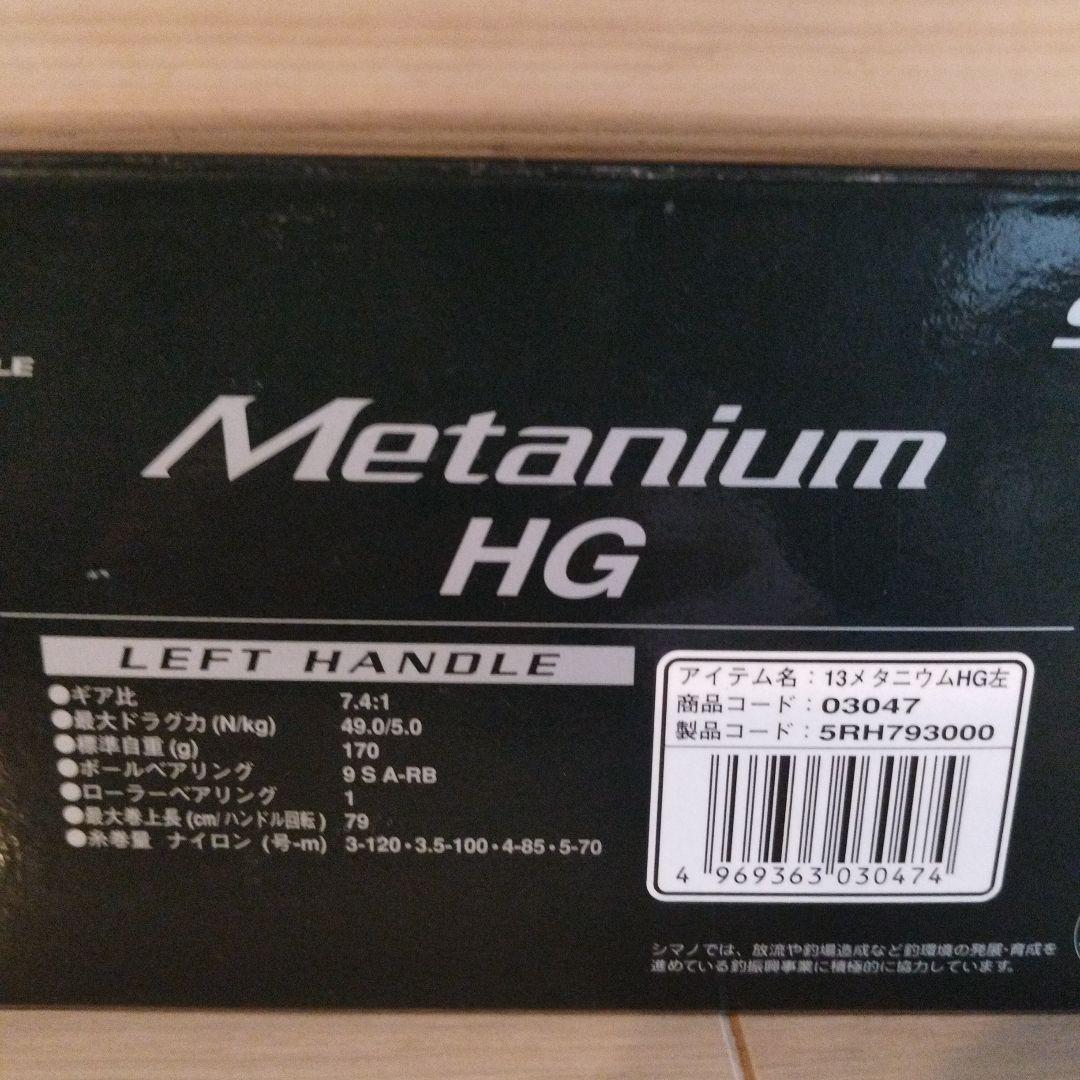 LE
Metanium
HG
LEFT HANDLE
●ギア比 7.4:1
●最大ドラグ力(N/kg) 49.0/5.0
●標準自重(g) 170
●ボールベアリング 9 S A-RB
●ローラーベアリング 1
●最大巻上長(cm/ハンドル回転) 79
●糸巻量 ナイロン (号-m) 3-120・3.5-100・4-85・5-70
アイテム名：13メタニウムHG左
商品コード：03047
製品コード：5RH793000
4 969363 030474
シマノでは、放流や釣場造成など釣環境の発展・育成を
進めている釣振興事業に積極的に協力しています。